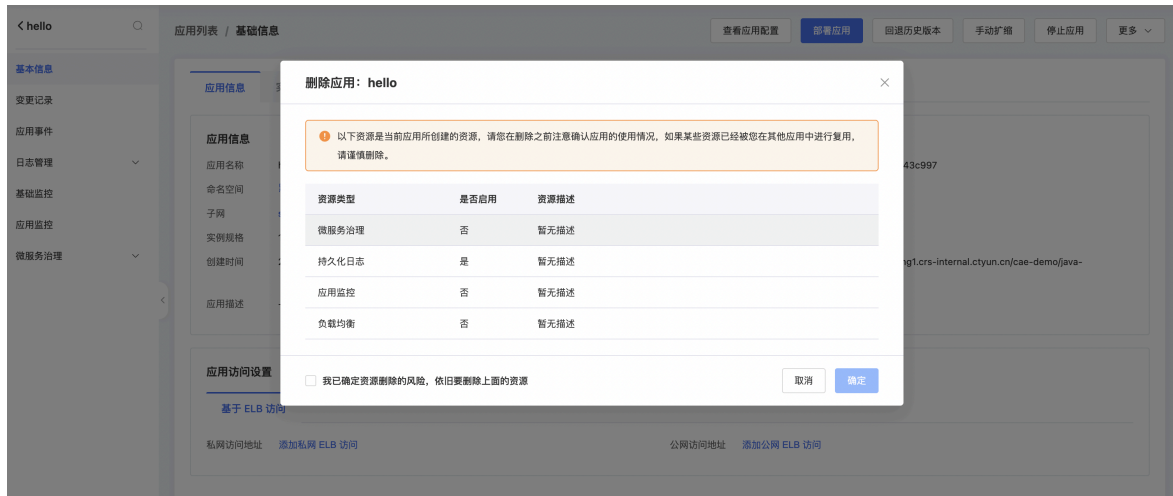 hello
应用列表 / 基础信息
查看应用配置 部署应用 回退历史版本 手动扩缩 停止应用 更多
基本信息
变更记录
应用事件
日志管理
基础监控
应用监控
微服务治理
应用信息
应用信息
应用名称
43c997
命名空间
子网
实例规格
创建时间
ng1.crs-internal.ctyun.cn/cae-demo/java-
应用描述
删除应用：hello
以下资源是当前应用所创建的资源，请您在删除之前注意确认应用的使用情况，如果某些资源已经被您在其他应用中进行复用，
请谨慎删除。
资源类型 是否启用 资源描述
微服务治理 否 暂无描述
持久化日志 是 暂无描述
应用监控 否 暂无描述
负载均衡 否 暂无描述
我已确定资源删除的风险，依旧要删除上面的资源
取消 确定
应用访问设置
基于 ELB 访问
私网访问地址 添加私网 ELB 访问 公网访问地址 添加公网 ELB 访问